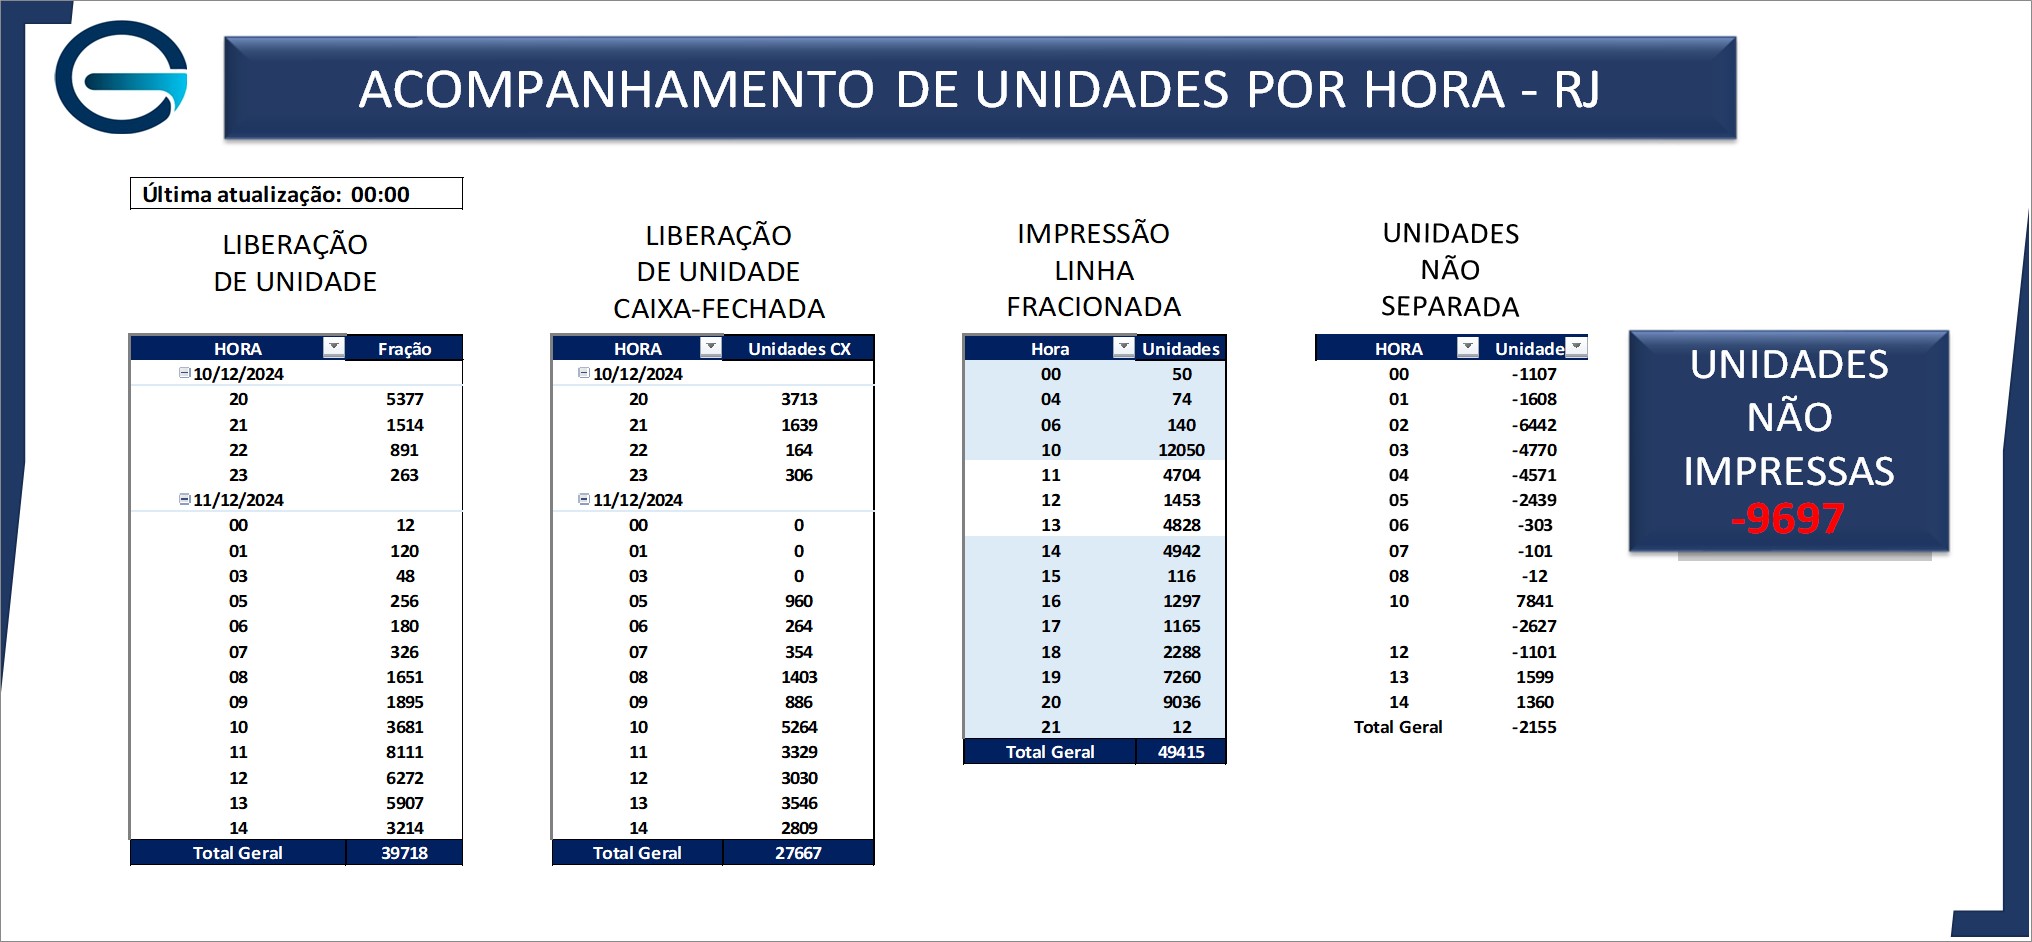 ACOMPANHAMENTO DE UNIDADES POR HORA - RJ
Última atualização: 00:00
LIBERAÇÃO
DE UNIDADE
HORA Fração
10/12/2024
20 5377
21 1514
22 891
23 263
11/12/2024
00 12
01 120
03 48
05 256
06 180
07 326
08 1651
09 1895
10 3681
11 8111
12 6272
13 5907
14 3214
Total Geral 39718
LIBERAÇÃO
DE UNIDADE
CAIXA-FECHADA
HORA Unidades CX
10/12/2024
20 3713
21 1639
22 164
23 306
11/12/2024
00 0
01 0
03 0
05 960
06 264
07 354
08 1403
09 886
10 5264
11 3329
12 3030
13 3546
14 2809
Total Geral 27667
IMPRESSÃO
LINHA
FRACIONADA
Hora Unidades
00 50
04 74
06 140
10 12050
11 4704
12 1453
13 4828
14 4942
15 116
16 1297
17 1165
18 2288
19 7260
20 9036
21 12
Total Geral 49415
UNIDADES
NÃO
SEPARADA
HORA Unidade
00 -1107
01 -1608
02 -6442
03 -4770
04 -4571
05 -2439
06 -303
07 -101
08 -12
10 7841
-2627
12 -1101
13 1599
14 1360
Total Geral -2155
UNIDADES
NÃO
IMPRESSAS
-9697